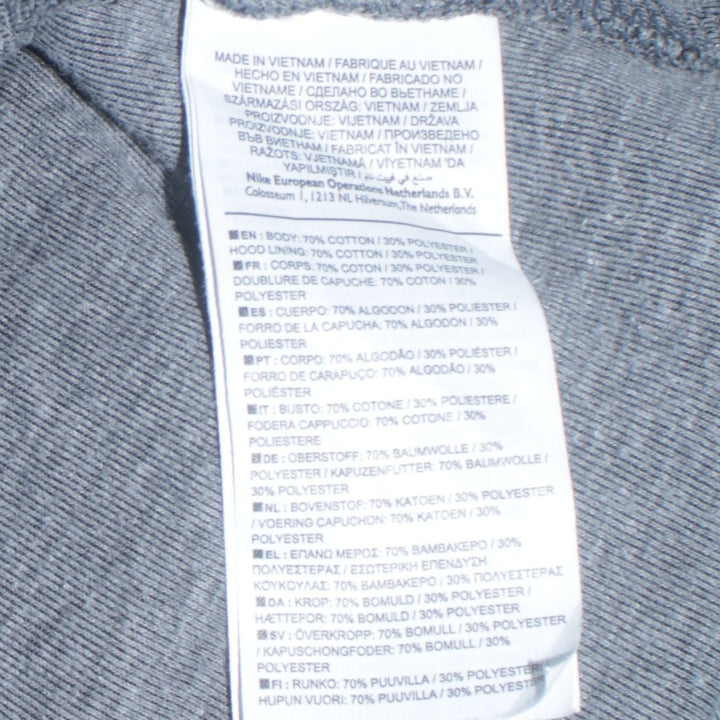 MADE IN VIETNAM / FABRIQUE AU VIETNAM /
HECHO EN VIETNAM / FABRICADO NO
VIETNAME / СДЕЛАНО ВО ВЬЕТНАМЕ /
SZÁRMAZÁSI ORSZÁG: VIETNAM / ZEMLJA
PROIZVODNJE: VIJETNAM / DRŽAVA
PROIZVODNJE: VIETNAM / ПРОИЗВЕДЕНО
ВЪВ ВИЕТНАМ / FABRICAT ÎN VIETNAM /
RAŽOTS: VJETNAMĀ / VİYETNAM 'DA
YAPILMIŞTIR / صنع في فيت نام
Nike European Operations Netherlands B.V.
Colosseum 1, 1213 NL Hilversum, The Netherlands
EN : BODY: 70% COTTON / 30% POLYESTER /
HOOD LINING: 70% COTTON / 30% POLYESTER
FR : CORPS: 70% COTON / 30% POLYESTER /
DOUBLURE DE CAPUCHE: 70% COTON / 30%
POLYESTER
ES : CUERPO: 70% ALGODON / 30% POLIESTER /
FORRO DE LA CAPUCHA: 70% ALGODON / 30%
POLIESTER
PT : CORPO: 70% ALGODÃO / 30% POLIÉSTER /
FORRO DE CARAPUÇO: 70% ALGODÃO / 30%
POLIÉSTER
IT : BUSTO: 70% COTONE / 30% POLIESTERE /
FODERA CAPPUCCIO: 70% COTONE / 30%
POLIESTERE
DE : OBERSTOFF: 70% BAUMWOLLE / 30%
POLYESTER / KAPUZENFUTTER: 70% BAUMWOLLE /
30% POLYESTER
NL : BOVENSTOF: 70% KATOEN / 30% POLYESTER
/ VOERING CAPUCHON: 70% KATOEN / 30%
POLYESTER
EL : ΕΠΑΝΩ ΜΕΡΟΣ: 70% ΒΑΜΒΑΚΕΡΟ / 30%
ΠΟΛΥΕΣΤΕΡΑΣ / ΕΣΩΤΕΡΙΚΗ ΕΠΕΝΔΥΣΗ
ΚΟΥΚΟΥΛΑΣ: 70% ΒΑΜΒΑΚΕΡΟ / 30% ΠΟΛΥΕΣΤΕΡΑΣ
DA : KROP: 70% BOMULD / 30% POLYESTER /
HÆTTEFOR: 70% BOMULD / 30% POLYESTER
SV : ÖVERKROPP: 70% BOMULL / 30% POLYESTER
/ KAPUSCHONGFODER: 70% BOMULL / 30%
POLYESTER
FI : RUNKO: 70% PUUVILLA / 30% POLYESTER/
HUPUN VUORI: 70% PUUVILLA / 30% POLYESTER